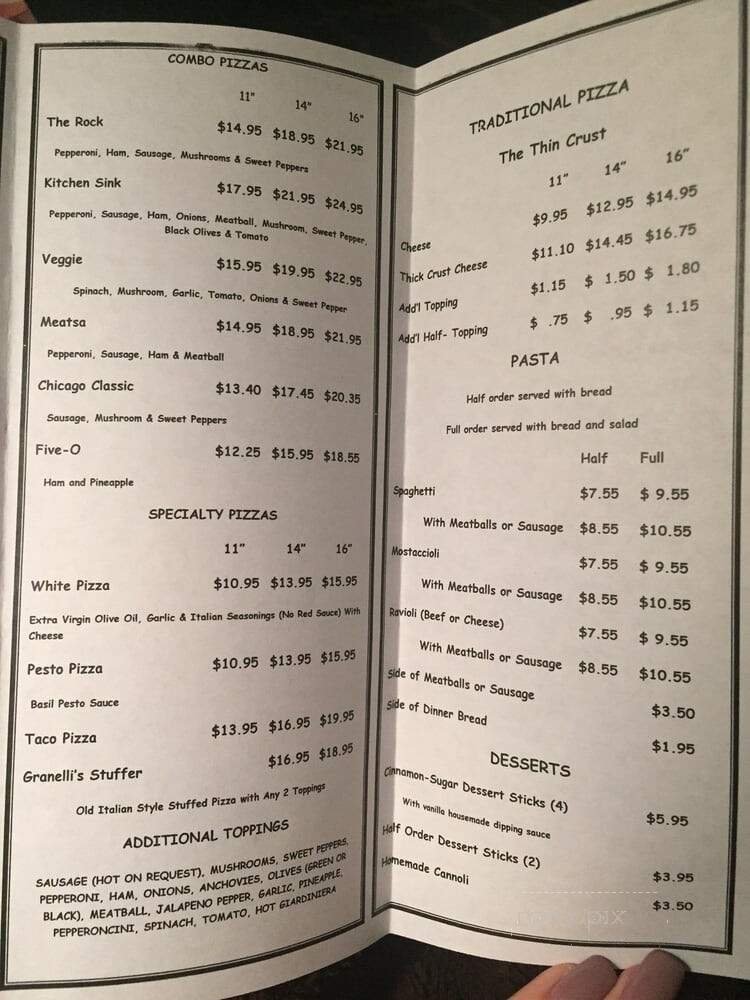 COMBO PIZZAS
11" 14" 16"
The Rock $14.95 $18.95 $21.95
Pepperoni, Ham, Sausage, Mushrooms & Sweet Peppers
Kitchen Sink $17.95 $21.95 $24.95
Pepperoni, Sausage, Ham, Onions, Meatball, Mushroom, Sweet Pepper,
Black Olives & Tomato
Veggie $15.95 $19.95 $22.95
Spinach, Mushroom, Garlic, Tomato, Onions & Sweet Pepper
Meatsa $14.95 $18.95 $21.95
Pepperoni, Sausage, Ham & Meatball
Chicago Classic $13.40 $17.45 $20.35
Sausage, Mushroom & Sweet Peppers
Five-O $12.25 $15.95 $18.55
Ham and Pineapple
SPECIALTY PIZZAS
11" 14" 16"
White Pizza $10.95 $13.95 $15.95
Extra Virgin Olive Oil, Garlic & Italian Seasonings (No Red Sauce) With
Cheese
Pesto Pizza $10.95 $13.95 $15.95
Basil Pesto Sauce
Taco Pizza $13.95 $16.95 $19.95
Granelli's Stuffer $16.95 $18.95
Old Italian Style Stuffed Pizza with Any 2 Toppings
ADDITIONAL TOPPINGS
SAUSAGE (HOT ON REQUEST), MUSHROOMS, SWEET PEPPERS,
PEPPERONI, HAM, ONIONS, ANCHOVIES, OLIVES (GREEN OR
BLACK), MEATBALL, JALAPENO PEPPER, GARLIC, PINEAPPLE,
PEPPERONCINI, SPINACH, TOMATO, HOT GIARDINIERA
TRADITIONAL PIZZA
The Thin Crust
11" 14" 16"
Cheese $9.95 $12.95 $14.95
Thick Crust Cheese $11.10 $14.45 $16.75
Add'l Topping $1.15 $ 1.50 $ 1.80
Add'l Half- Topping $ .75 $ .95 $ 1.15
PASTA
Half order served with bread
Full order served with bread and salad
Half Full
Spaghetti $7.55 $ 9.55
With Meatballs or Sausage $8.55 $10.55
Mostaccioli $7.55 $ 9.55
With Meatballs or Sausage $8.55 $10.55
Ravioli (Beef or Cheese) $7.55 $ 9.55
With Meatballs or Sausage $8.55 $10.55
Side of Meatballs or Sausage $3.50
Side of Dinner Bread $1.95
DESSERTS
Cinnamon-Sugar Dessert Sticks (4) $5.95
With vanilla housemade dipping sauce
Half Order Dessert Sticks (2) $3.95
Homemade Cannoli $3.50